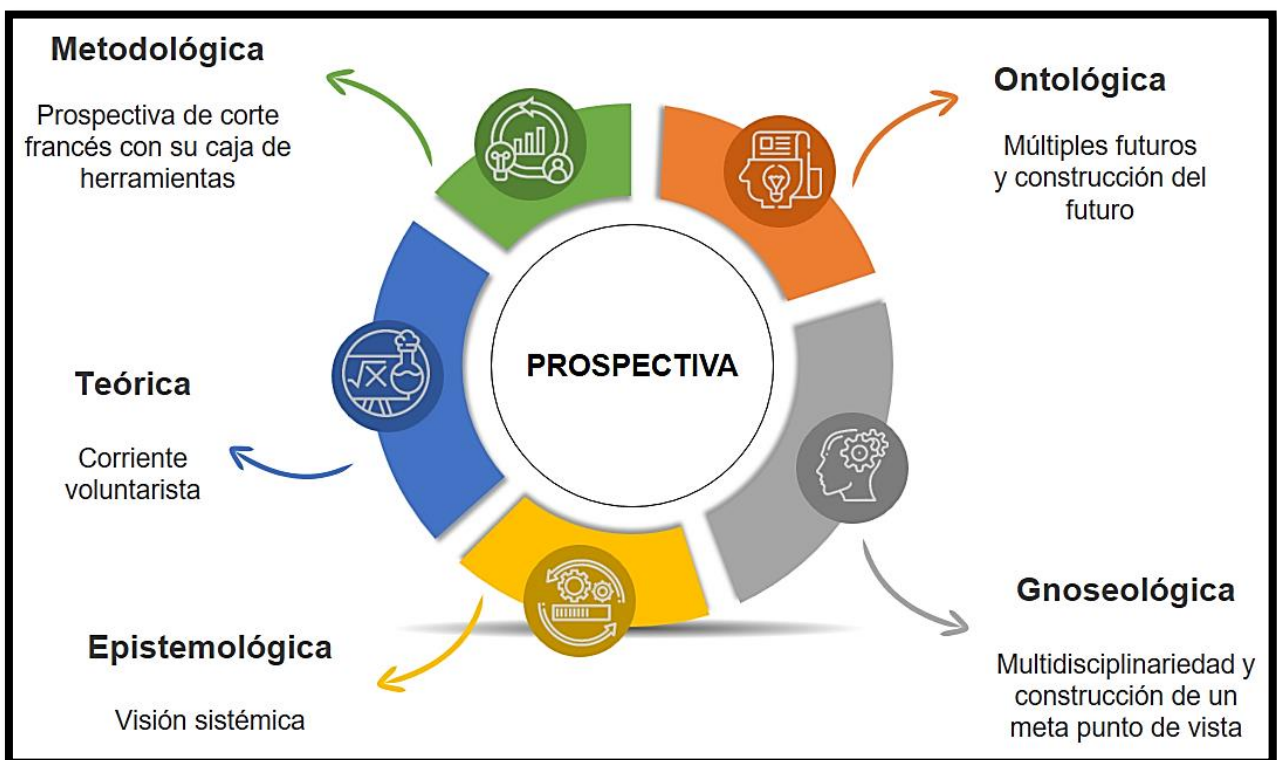 Metodológica
Prospectiva de corte
francés con su caja de
herramientas
Ontológica
Múltiples futuros
y construcción del
futuro
PROSPECTIVA
Teórica
Corriente
voluntarista
Gnoseológica
Multidisciplinariedad y
construcción de un
meta punto de vista
Epistemológica
Visión sistémica